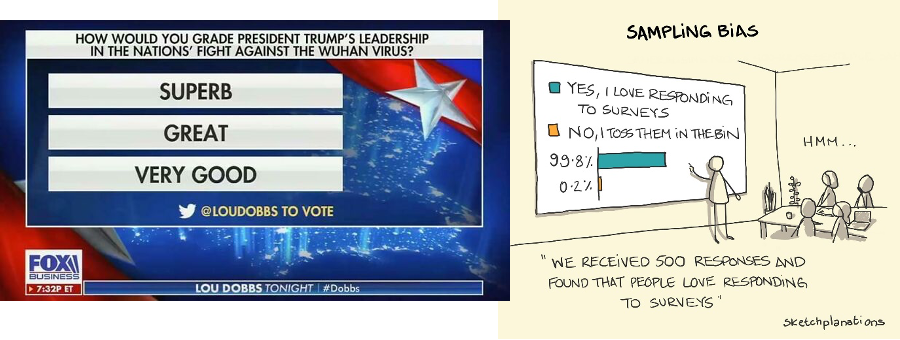 HOW WOULD YOU GRADE PRESIDENT TRUMP'S LEADERSHIP
IN THE NATIONS' FIGHT AGAINST THE WUHAN VIRUS?
SUPERB
GREAT
VERY GOOD
@LOUDOBBS TO VOTE
FOX
BUSINESS
7:32P ET
LOU DOBBS TONIGHT | #Dobbs
SAMPLING BIAS
YES, I LOVE RESPONDING
TO SURVEYS
NO, I TOSS THEM IN THE BIN
99.8%
0.2%
HMM...
"WE RECEIVED 500 RESPONSES AND
FOUND THAT PEOPLE LOVE RESPONDING
TO SURVEYS"
sketchplanations